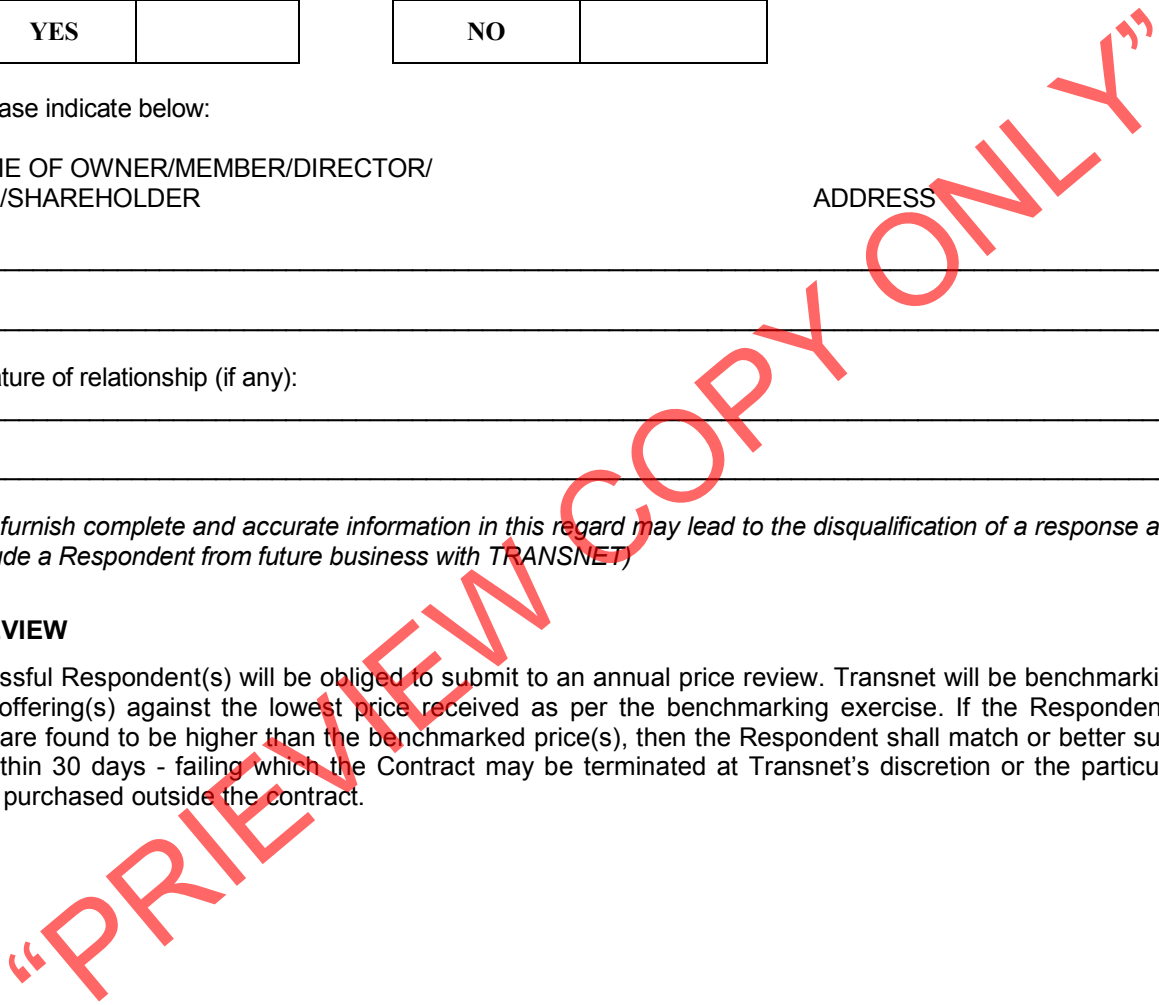 YES NO
ase indicate below:
ME OF OWNER/MEMBER/DIRECTOR/
/SHAREHOLDER ADDRESS
ture of relationship (if any):
furnish complete and accurate information in this regard may lead to the disqualification of a response a
ude a Respondent from future business with TRANSNET)
VIEW
ssful Respondent(s) will be obliged to submit to an annual price review. Transnet will be benchmarki
offering(s) against the lowest price received as per the benchmarking exercise. If the Responden
are found to be higher than the benchmarked price(s), then the Respondent shall match or better su
thin 30 days - failing which the Contract may be terminated at Transnet’s discretion or the particu
purchased outside the contract.
“PRIEVIEW COPY ONLY”